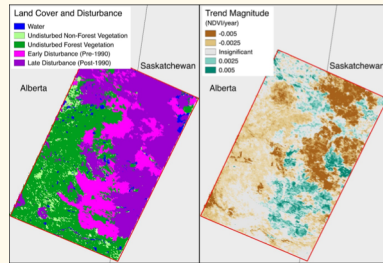 Land Cover and Disturbance
Water
Undisturbed Non-Forest Vegetation
Undisturbed Forest Vegetation
Early Disturbance (Pre-1990)
Late Disturbance (Post-1990)
Saskatchewan
Alberta
Trend Magnitude
(NDVI/year)
-0.005
-0.0025
Insignificant
0.0025
0.005
Saskatchewan
Alberta